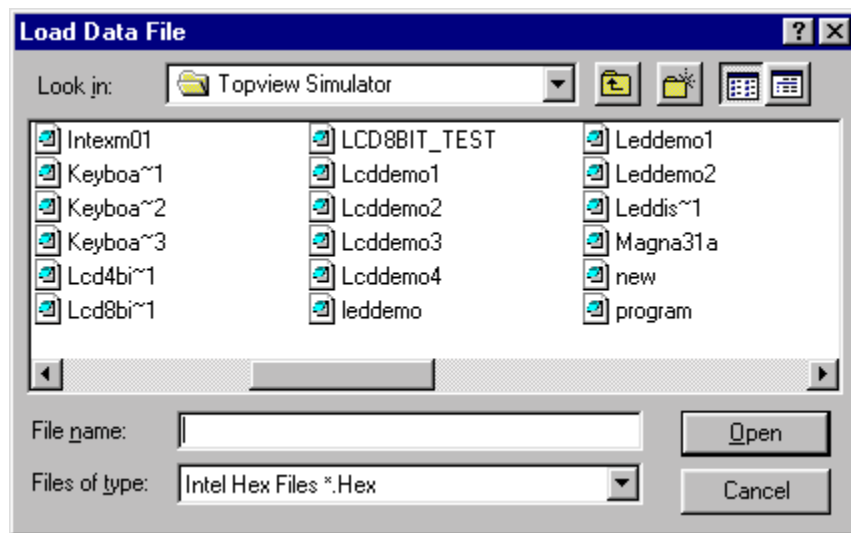 Load Data File
Look in: Topview Simulator
Intexm01 LCD8BIT_TEST Leddemo1
Keyboa~1 Lcddemo1 Leddemo2
Keyboa~2 Lcddemo2 Leddis~1
Keyboa~3 Lcddemo3 Magna31a
Lcd4bi~1 Lcddemo4 new
Lcd8bi~1 leddemo program
File name: Open
Files of type: Intel Hex Files *.Hex Cancel